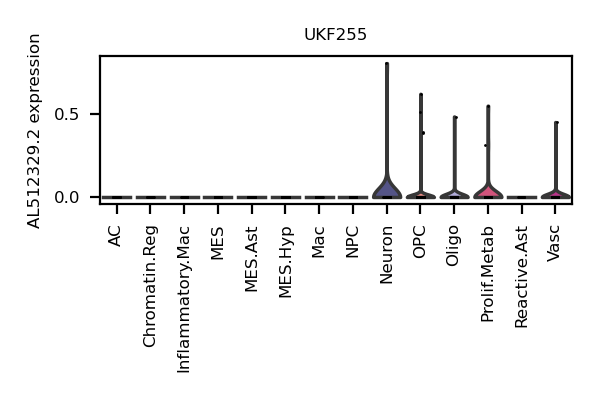 UKF255
AL512329.2 expression
0.5
0.0
AC
Chromatin.Reg
Inflammatory.Mac
MES
MES.Ast
MES.Hyp
Mac
NPC
Neuron
OPC
Oligo
Prolif.Metab
Reactive.Ast
Vasc